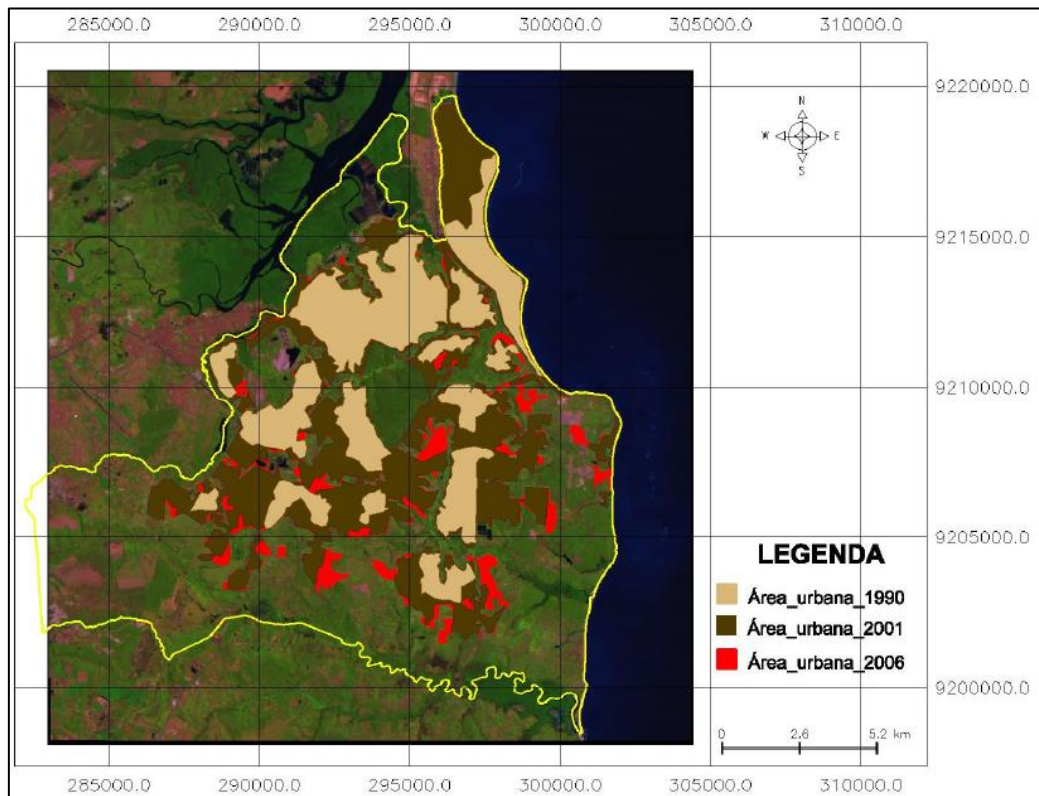 285000.0 290000.0 295000.0 300000.0 305000.0 310000.0
9220000.0
N
W E
S
9215000.0
9210000.0
9205000.0
LEGENDA
Área_urbana_1990
Área_urbana_2001
Área_urbana_2006
9200000.0
0 2.6 5.2 km
285000.0 290000.0 295000.0 300000.0 305000.0 310000.0